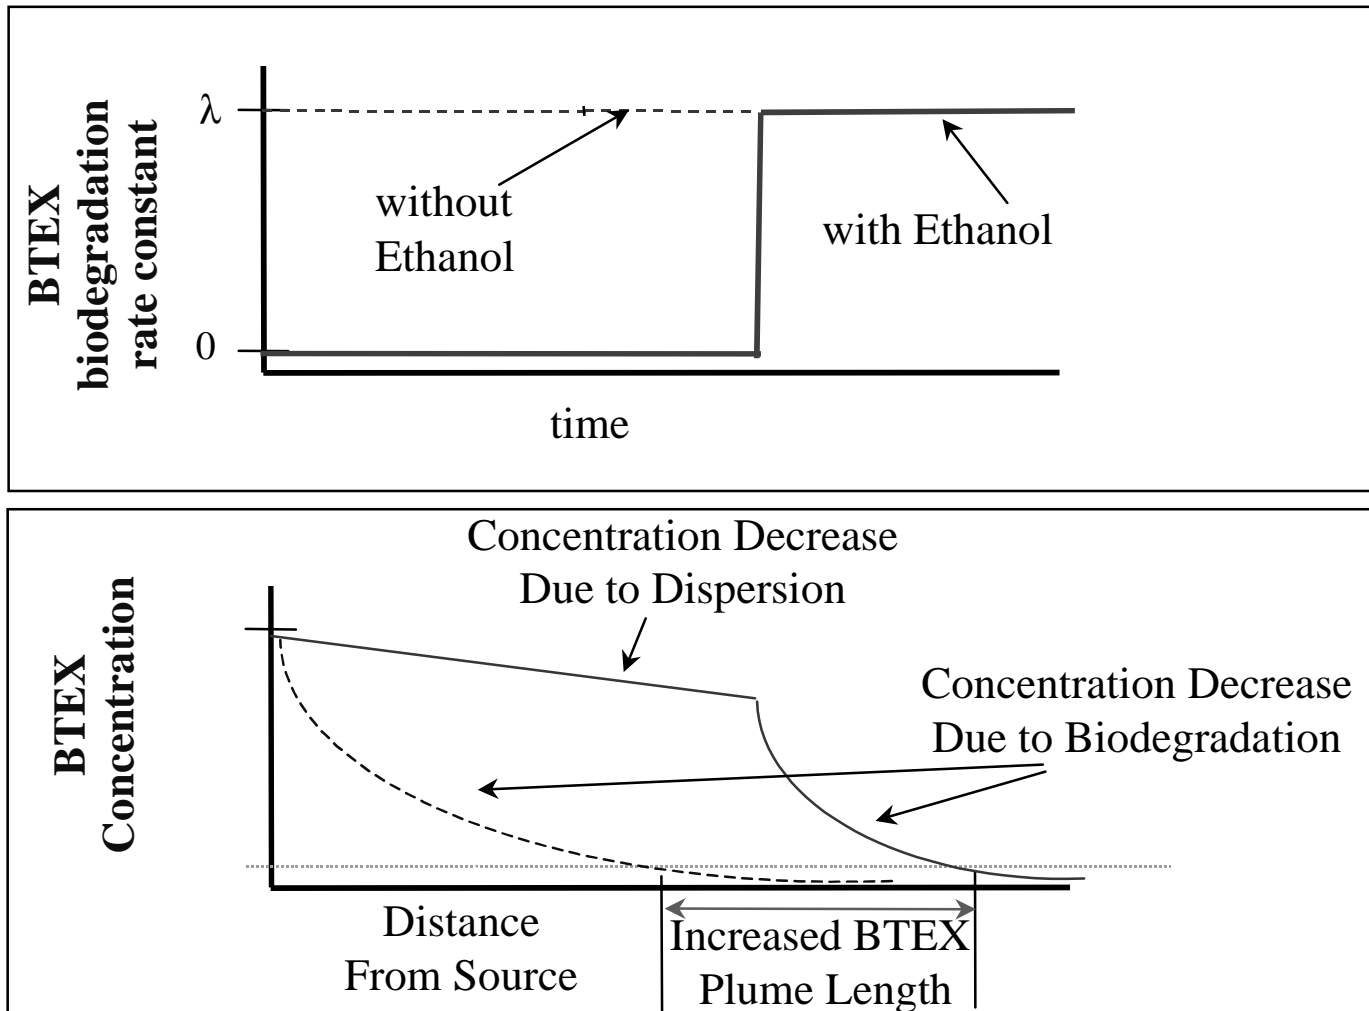 BTEX
biodegradation
rate constant
λ
0
without
Ethanol
with Ethanol
time
Concentration Decrease
Due to Dispersion
BTEX
Concentration
Concentration Decrease
Due to Biodegradation
Distance
From Source
Increased BTEX
Plume Length